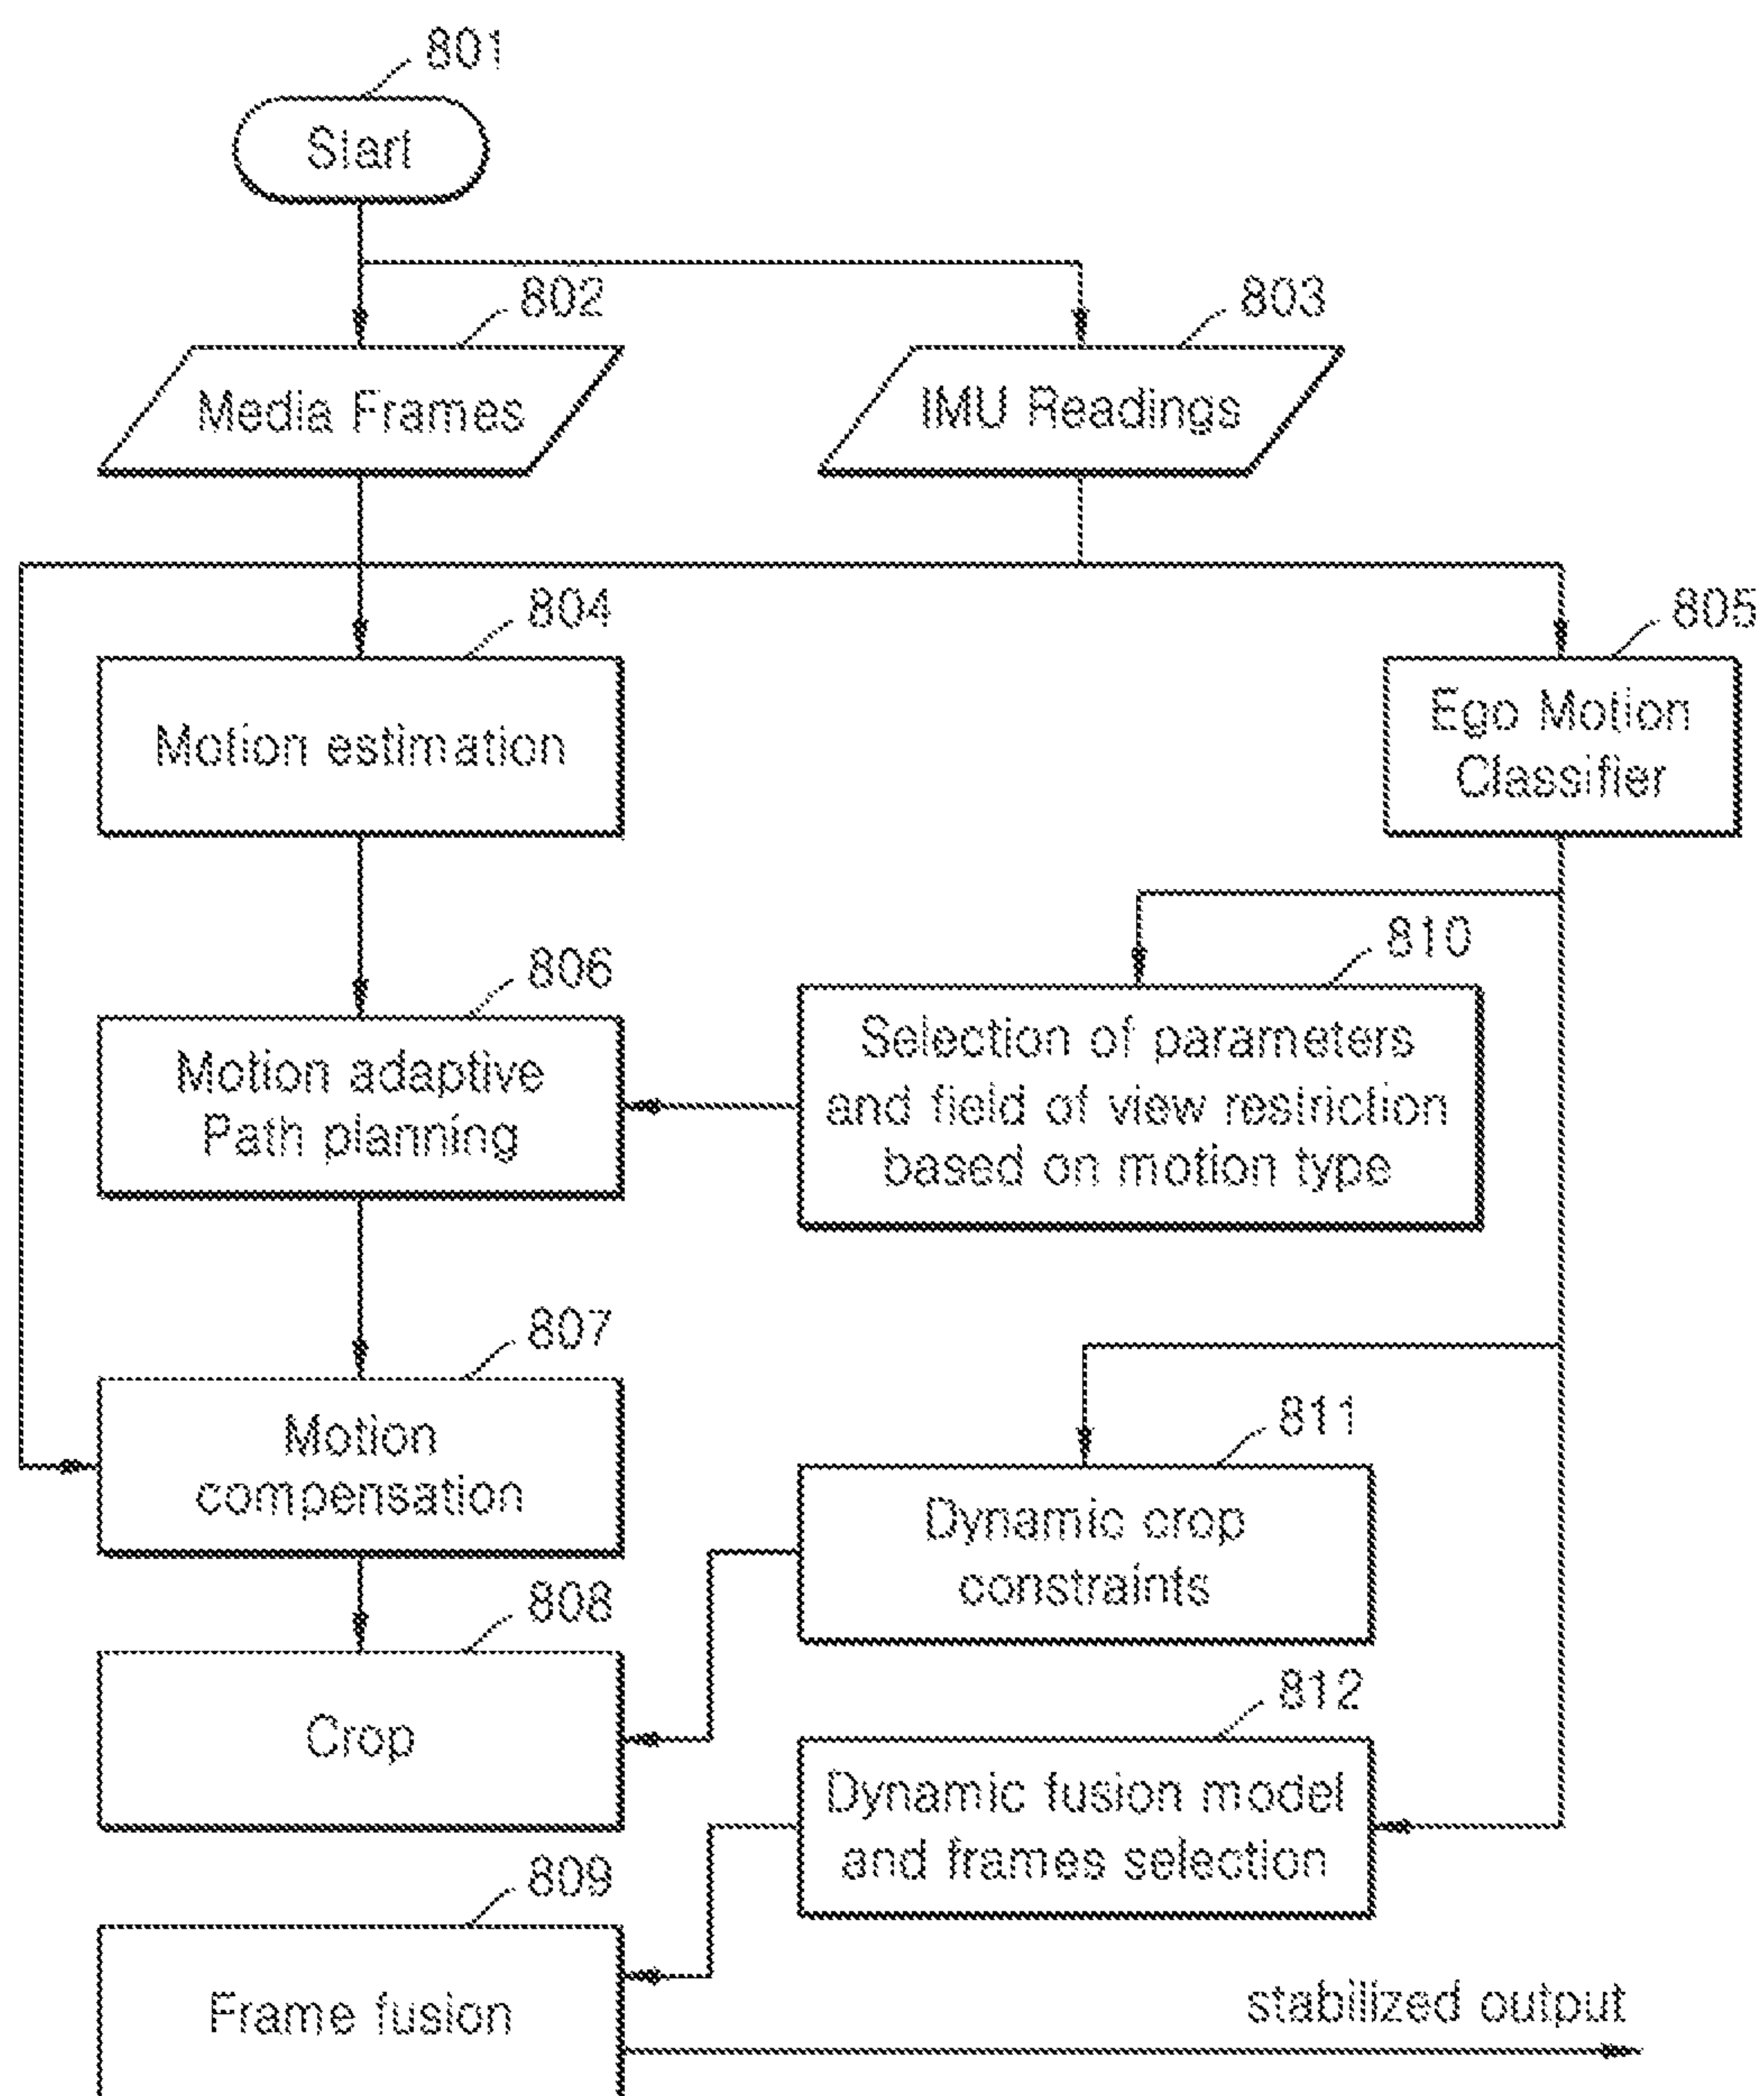 801
Start
802
803
Media Frames
IMU Readings
804
805
Motion estimation
Ego Motion
Classifier
806
810
Motion adaptive
Path planning
Selection of parameters
and field of view restriction
based on motion type
807
811
Motion
compensation
Dynamic crop
constraints
808
812
Crop
Dynamic fusion model
and frames selection
809
Frame fusion
stabilized output